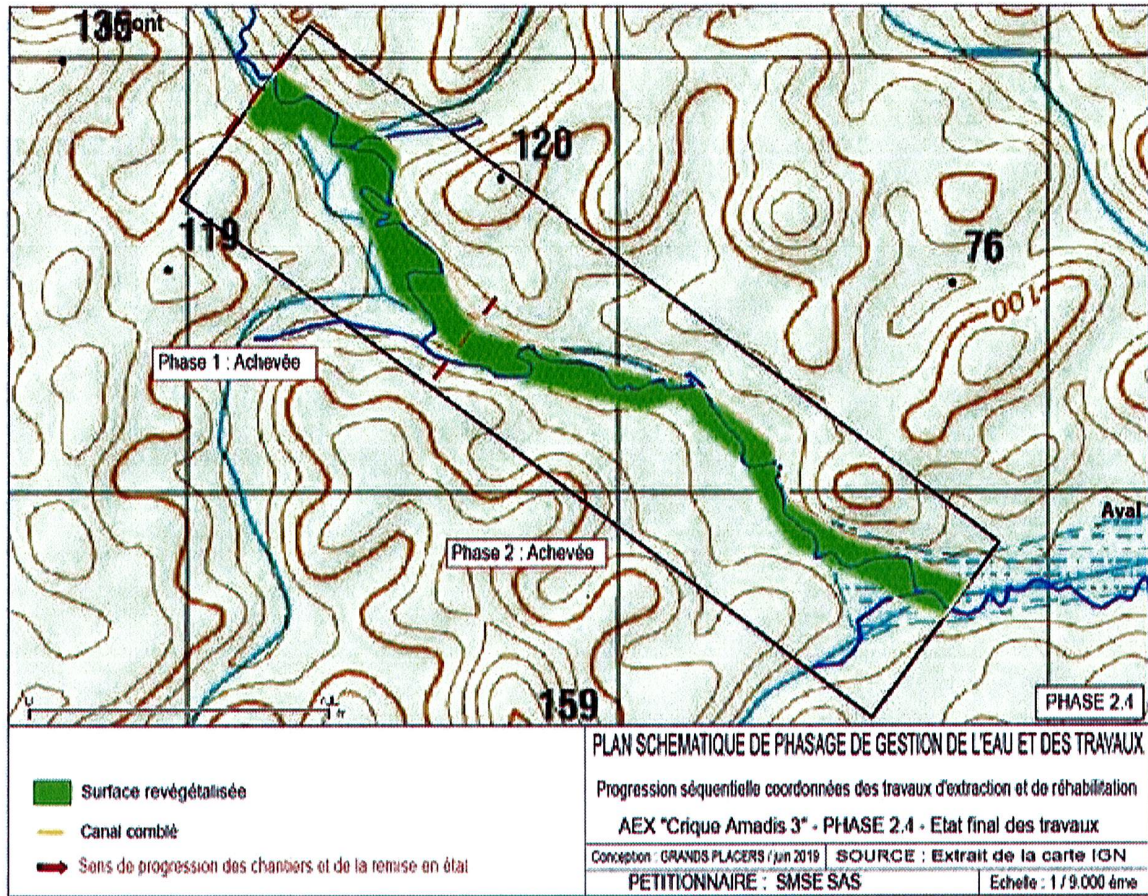 135
Amont
120
119
76
100
Phase 1 : Achevée
Phase 2 : Achevée
Aval
159
PHASE 2.4
Surface revégétalisée
Canal comblé
Sens de progression des chantiers et de la remise en état
PLAN SCHEMATIQUE DE PHASAGE DE GESTION DE L'EAU ET DES TRAVAUX
Progression séquentielle coordonnées des travaux d'extraction et de réhabilitation
AEX "Crique Amadis 3" - PHASE 2.4 - Etat final des travaux
Conception : GRANDS PLACERS / juin 2019
SOURCE : Extrait de la carte IGN
PETITIONNAIRE : SMSE SAS
Echelle : 1 / 9.000 ème